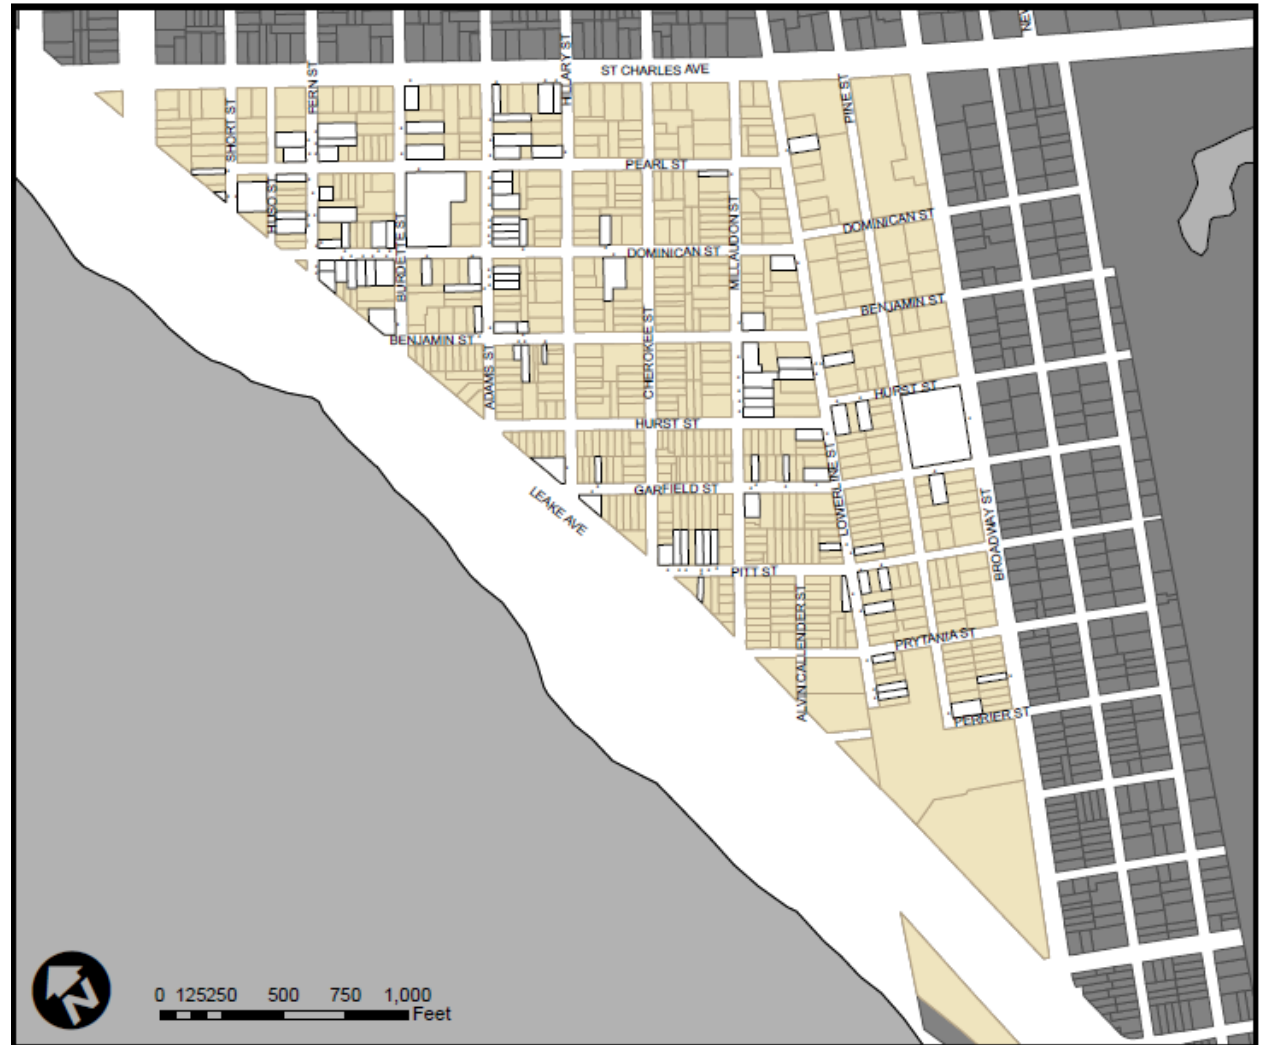 NEW
ST CHARLES AVE
HILLARY ST
FERN ST
PINE ST
SHORT ST
PEARL ST
HUSO ST
BURDETTE ST
MILLAUDON ST
DOMINICAN ST
DOMINICAN ST
BENJAMIN ST
BENJAMIN ST
CHEROKEE ST
ADAMS ST
HURST ST
HURST ST
LOWERLINE ST
GARFIELD ST
LEAKE AVE
BROADWAY ST
PITT ST
ALVIN CALLENDER ST
PRYTANIA ST
PERRIER ST
N
0 125250 500 750 1,000
Feet